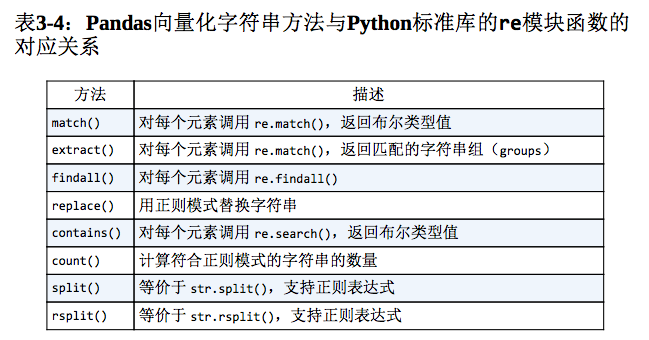 表3-4：Pandas向量化字符串方法与Python标准库的re模块函数的
对应关系
方法 描述
match() 对每个元素调用 re.match()，返回布尔类型值
extract() 对每个元素调用 re.match()，返回匹配的字符串组（groups）
findall() 对每个元素调用 re.findall()
replace() 用正则模式替换字符串
contains() 对每个元素调用 re.search()，返回布尔类型值
count() 计算符合正则模式的字符串的数量
split() 等价于 str.split()，支持正则表达式
rsplit() 等价于 str.rsplit()，支持正则表达式